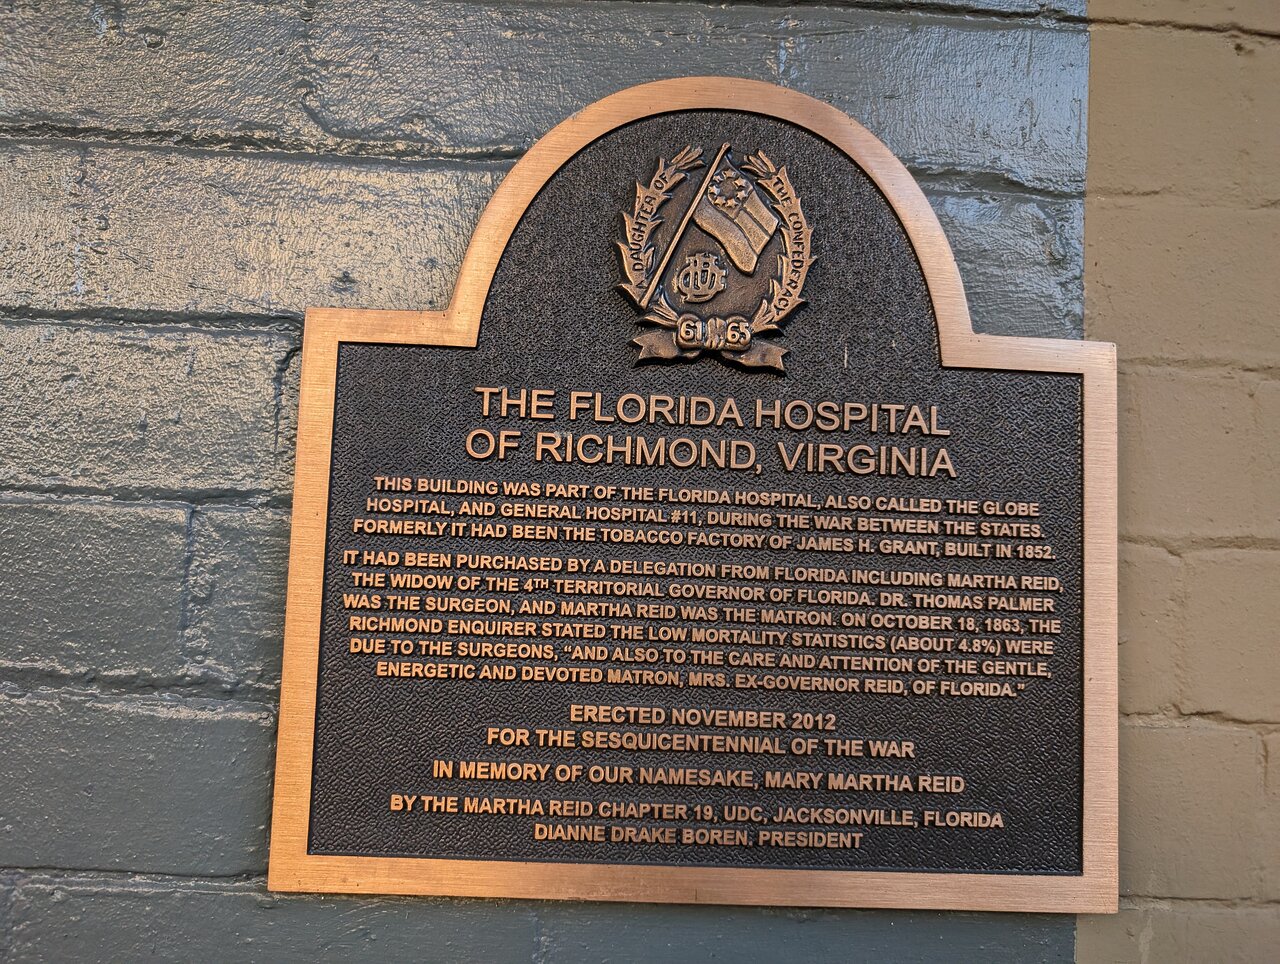 A DAUGHTER OF THE CONFEDERACY
UDC
61 65
THE FLORIDA HOSPITAL
OF RICHMOND, VIRGINIA
THIS BUILDING WAS PART OF THE FLORIDA HOSPITAL, ALSO CALLED THE GLOBE
HOSPITAL, AND GENERAL HOSPITAL #11, DURING THE WAR BETWEEN THE STATES.
FORMERLY IT HAD BEEN THE TOBACCO FACTORY OF JAMES H. GRANT, BUILT IN 1852.
IT HAD BEEN PURCHASED BY A DELEGATION FROM FLORIDA INCLUDING MARTHA REID,
THE WIDOW OF THE 4TH TERRITORIAL GOVERNOR OF FLORIDA. DR. THOMAS PALMER
WAS THE SURGEON, AND MARTHA REID WAS THE MATRON. ON OCTOBER 18, 1863, THE
RICHMOND ENQUIRER STATED THE LOW MORTALITY STATISTICS (ABOUT 4.8%) WERE
DUE TO THE SURGEONS, “AND ALSO TO THE CARE AND ATTENTION OF THE GENTLE,
ENERGETIC AND DEVOTED MATRON, MRS. EX-GOVERNOR REID, OF FLORIDA.”
ERECTED NOVEMBER 2012
FOR THE SESQUICENTENNIAL OF THE WAR
IN MEMORY OF OUR NAMESAKE, MARY MARTHA REID
BY THE MARTHA REID CHAPTER 19, UDC, JACKSONVILLE, FLORIDA
DIANNE DRAKE BOREN. PRESIDENT